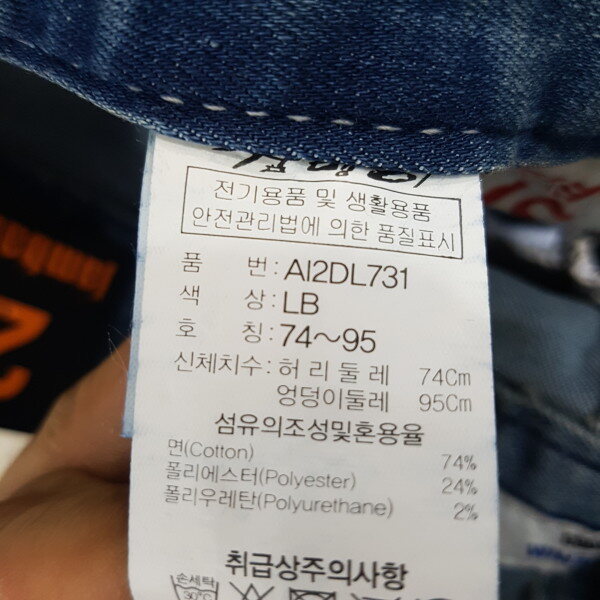 전기용품 및 생활용품
안전관리법에 의한 품질표시
품 번: AI2DL731
색 상: LB
호 칭: 74~95
신체치수: 허 리 둘 레 74Cm
엉덩이둘레 95Cm
섬유의조성및혼용율
면(Cotton) 74%
폴리에스터(Polyester) 24%
폴리우레탄(Polyurethane) 2%
취급상주의사항
손세탁
30°C